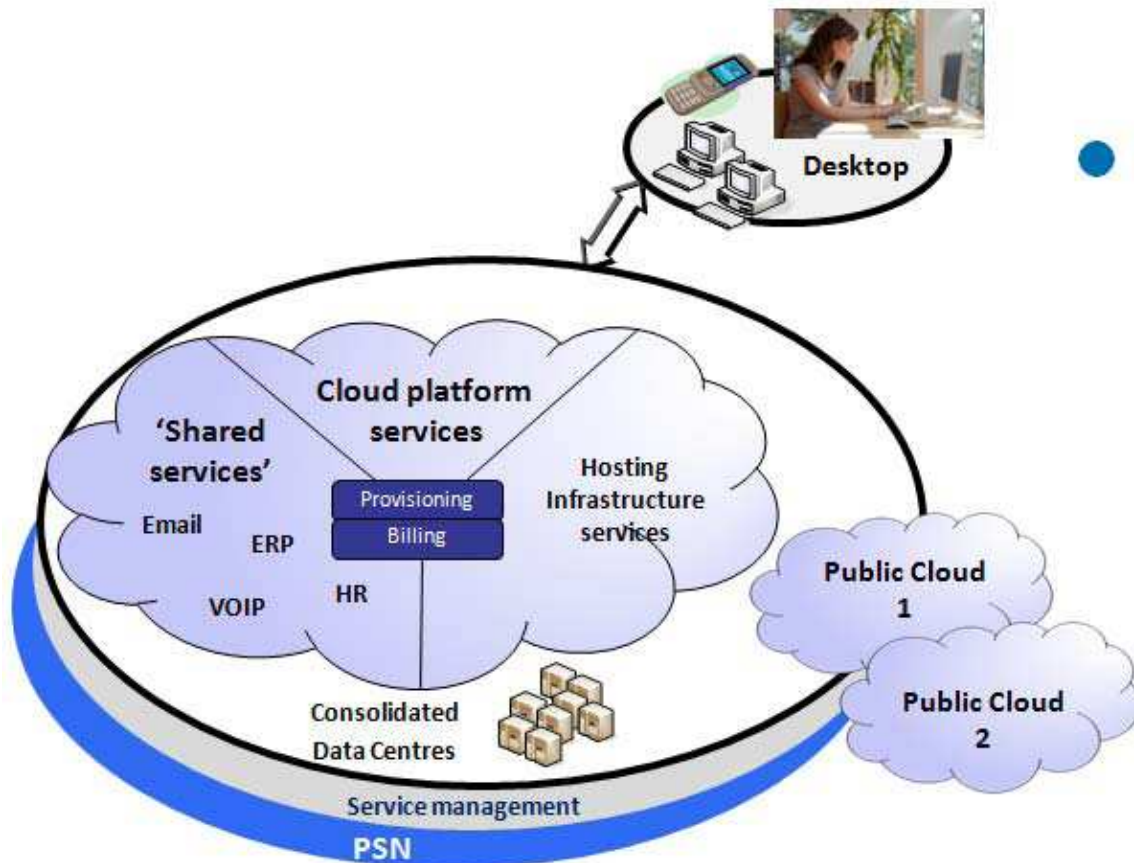 Desktop
Cloud platform
services
‘Shared
services’
Email
ERP
VOIP
HR
Provisioning
Billing
Hosting
Infrastructure
services
Public Cloud
1
Public Cloud
2
Consolidated
Data Centres
Service management
PSN